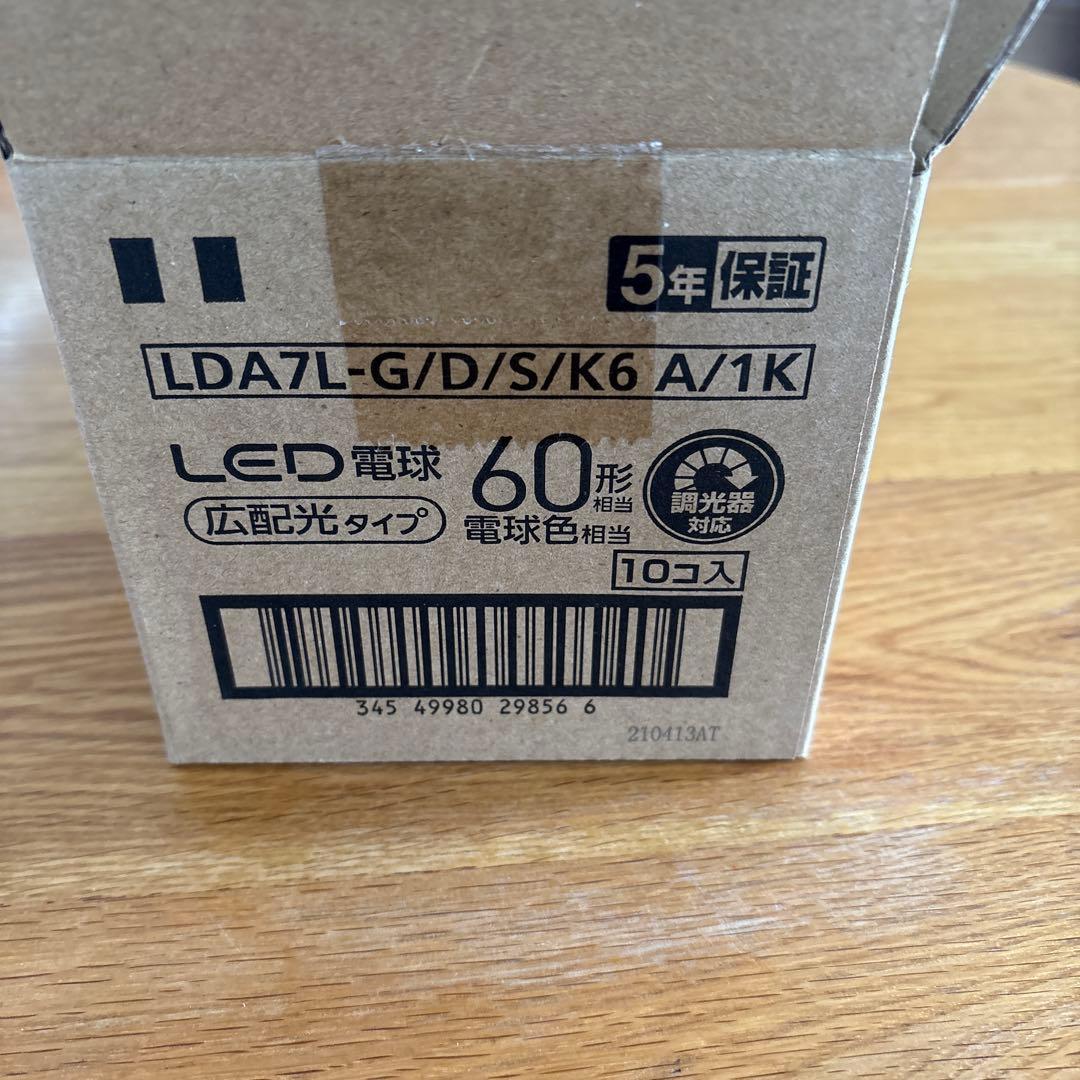 5年保証
LDA7L-G/D/S/K6 A/1K
LED電球 60形相当
広配光タイプ 電球色相当
調光器対応
10コ入
345 49980 29856 6
210413AT